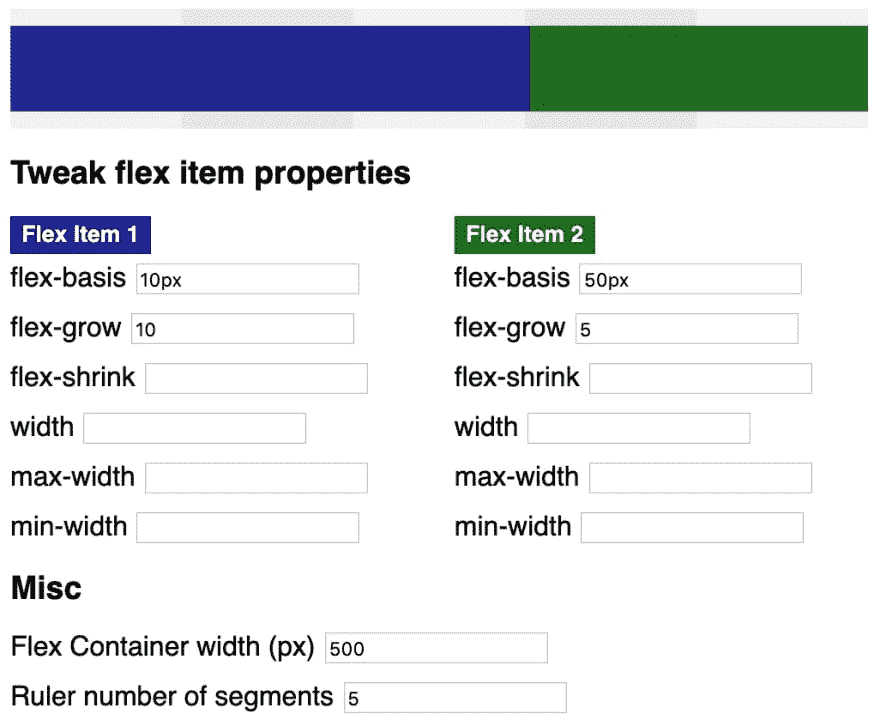 Tweak flex item properties
Flex Item 1 Flex Item 2
flex-basis 10px flex-basis 50px
flex-grow 10 flex-grow 5
flex-shrink flex-shrink
width width
max-width max-width
min-width min-width
Misc
Flex Container width (px) 500
Ruler number of segments 5